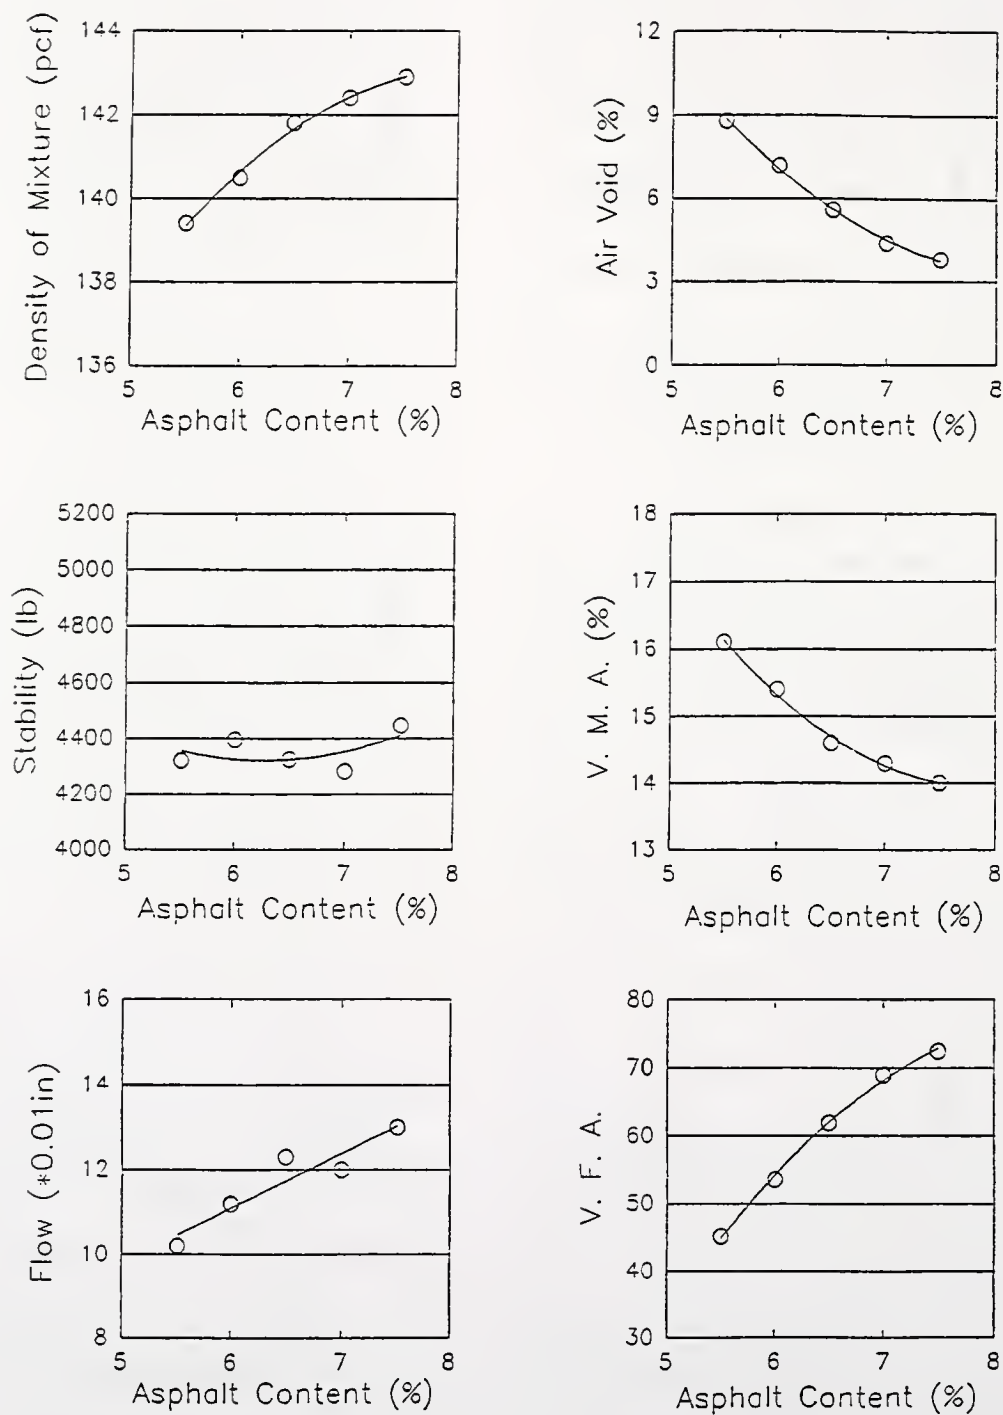 Density of Mixture (pcf)
144
142
140
138
136
5 6 7 8
Asphalt Content (%)
Air Void (%)
12
9
6
3
0
5 6 7 8
Asphalt Content (%)
Stability (lb)
5200
5000
4800
4600
4400
4200
4000
5 6 7 8
Asphalt Content (%)
V. M. A. (%)
18
17
16
15
14
13
5 6 7 8
Asphalt Content (%)
Flow (*0.01in)
16
14
12
10
8
5 6 7 8
Asphalt Content (%)
V. F. A.
80
70
60
50
40
30
5 6 7 8
Asphalt Content (%)